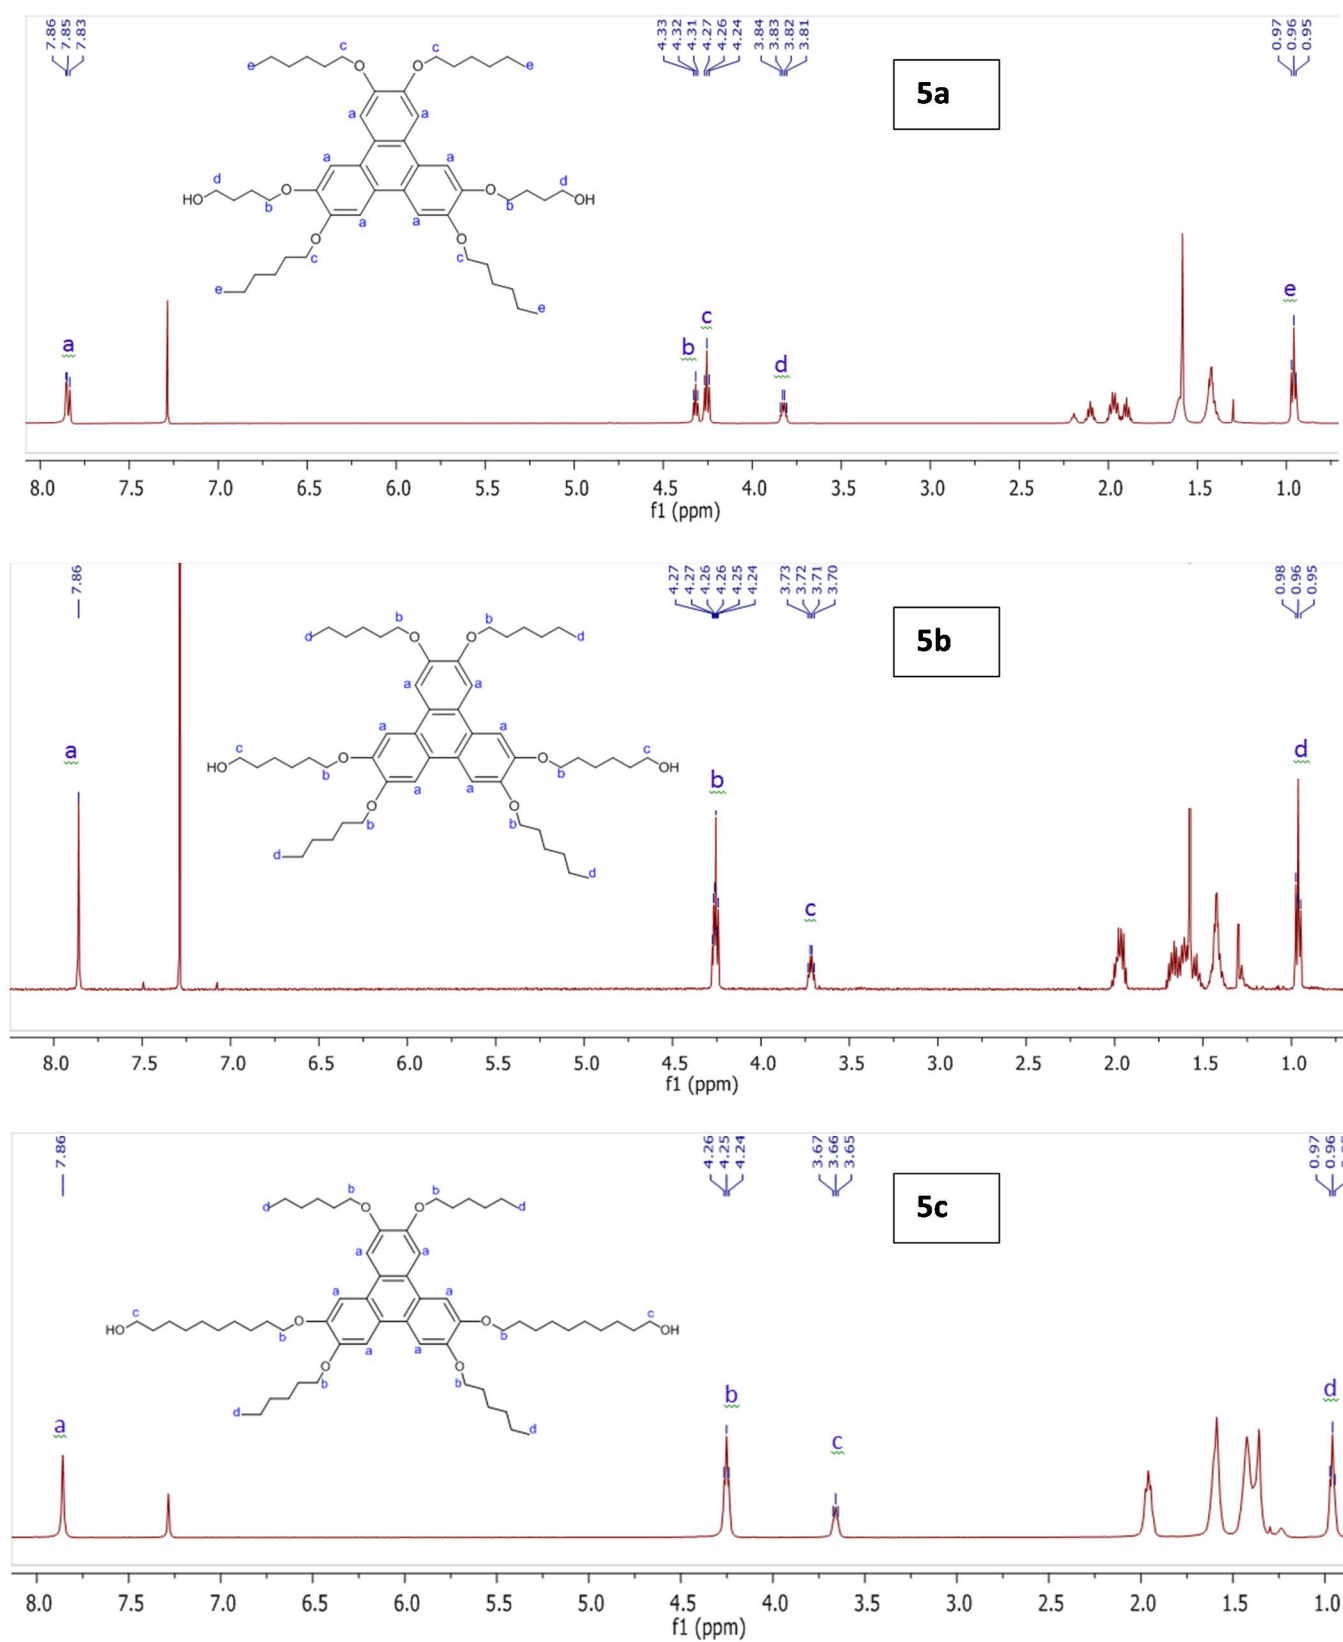 7.86
7.85
7.83
4.33
4.32
4.31
4.27
4.26
4.24
3.84
3.83
3.82
3.81
0.97
0.96
0.95
5a
e c c e
O O
a a
a a
d d
HO O O OH
b b
a a
O O
c c
e e
a b c d e
8.0 7.5 7.0 6.5 6.0 5.5 5.0 4.5 4.0 3.5 3.0 2.5 2.0 1.5 1.0
f1 (ppm)
7.86
4.27
4.27
4.26
4.26
4.25
4.24
3.73
3.72
3.71
3.70
0.98
0.96
0.95
5b
d b b d
O O
a a
a a
c c
HO O O OH
b b
a a
O O
b b
d d
a b c d
8.0 7.5 7.0 6.5 6.0 5.5 5.0 4.5 4.0 3.5 3.0 2.5 2.0 1.5 1.0
f1 (ppm)
7.86
4.26
4.25
4.24
3.67
3.66
3.65
0.97
0.96
5c
d b b d
O O
a a
a a
c c
HO O O OH
b b
a a
O O
b b
d d
a b c d
8.0 7.5 7.0 6.5 6.0 5.5 5.0 4.5 4.0 3.5 3.0 2.5 2.0 1.5 1.0
f1 (ppm)